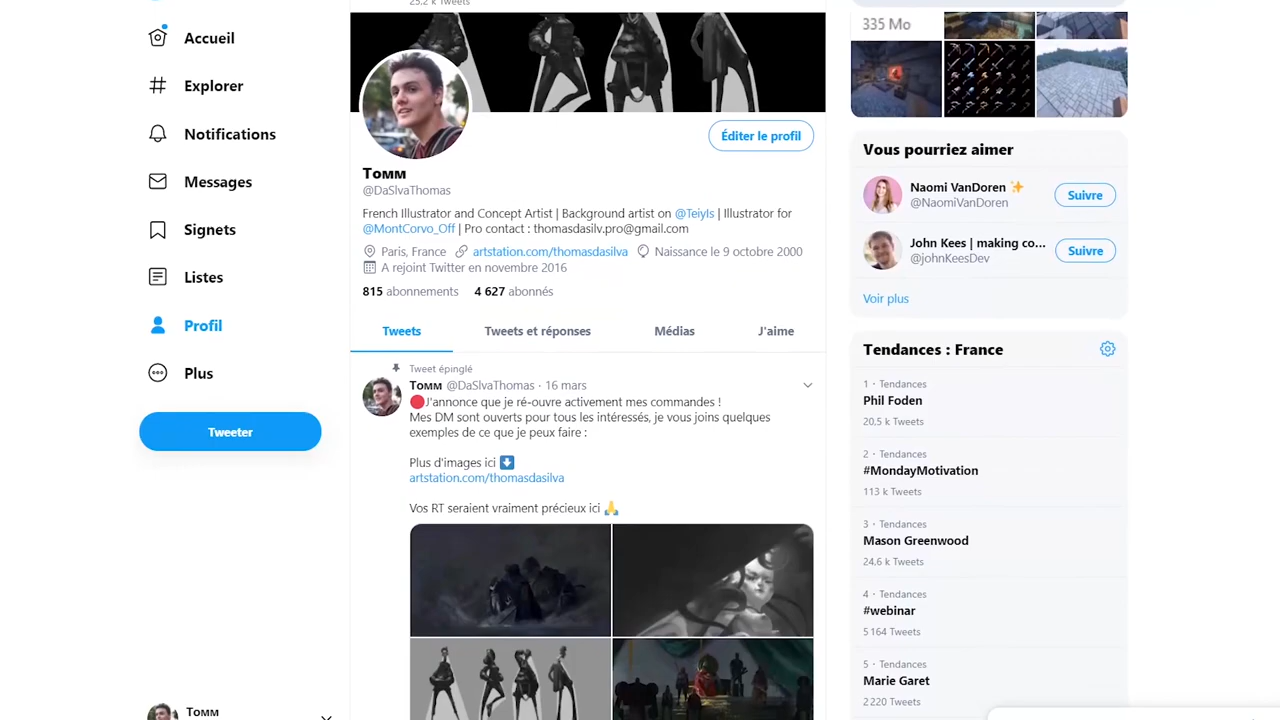 25,2 k Tweets
Accueil
Explorer
Notifications
Messages
Signets
Listes
Profil
Plus
Tweeter
Томм
Éditer le profil
Томм
@DaSlvaThomas
French Illustrator and Concept Artist | Background artist on @TeiyIs | Illustrator for
@MontCorvo_Off | Pro contact : thomasdasilv.pro@gmail.com
Paris, France artstation.com/thomasdasilva Naissance le 9 octobre 2000
A rejoint Twitter en novembre 2016
815 abonnements 4 627 abonnés
Tweets Tweets et réponses Médias J'aime
Tweet épinglé
Томм @DaSlvaThomas · 16 mars
J'annonce que je ré-ouvre activement mes commandes !
Mes DM sont ouverts pour tous les intéressés, je vous joins quelques
exemples de ce que je peux faire :
Plus d'images ici ⬇️
artstation.com/thomasdasilva
Vos RT seraient vraiment précieux ici 🙏
335 Mo
Vous pourriez aimer
Naomi VanDoren ✨
@NaomiVanDoren
Suivre
John Kees | making co...
@johnKeesDev
Suivre
Voir plus
Tendances : France
1 · Tendances
Phil Foden
20,5 k Tweets
2 · Tendances
#MondayMotivation
113 k Tweets
3 · Tendances
Mason Greenwood
24,6 k Tweets
4 · Tendances
#webinar
5 164 Tweets
5 · Tendances
Marie Garet
2 220 Tweets